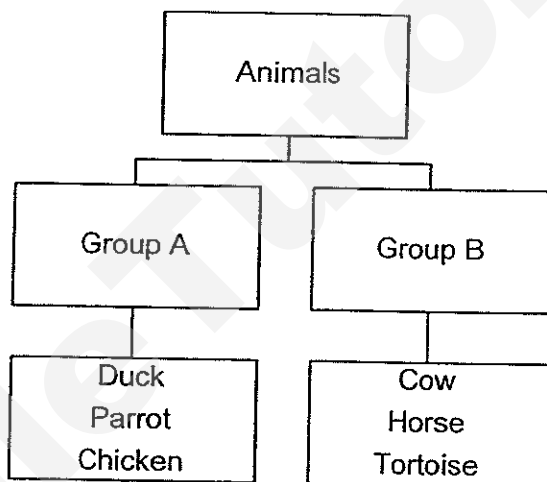 Animals
Group A
Group B
Duck
Parrot
Chicken
Cow
Horse
Tortoise